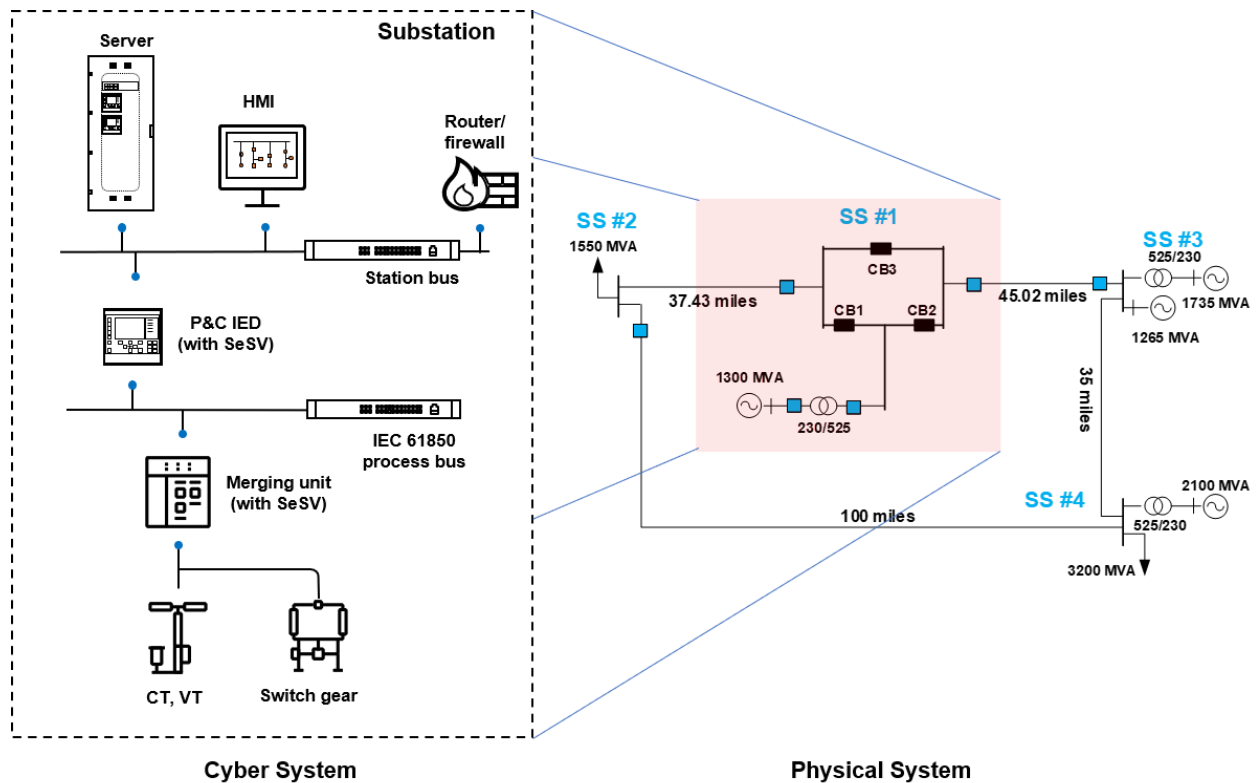 Substation
Server
HMI
Router/
firewall
Station bus
P&C IED
(with SeSV)
IEC 61850
process bus
Merging unit
(with SeSV)
CT, VT
Switch gear
Cyber System
SS #2
1550 MVA
37.43 miles
SS #1
CB3
CB1
CB2
1300 MVA
230/525
45.02 miles
SS #3
525/230
1735 MVA
1265 MVA
35 miles
SS #4
2100 MVA
525/230
3200 MVA
100 miles
Physical System